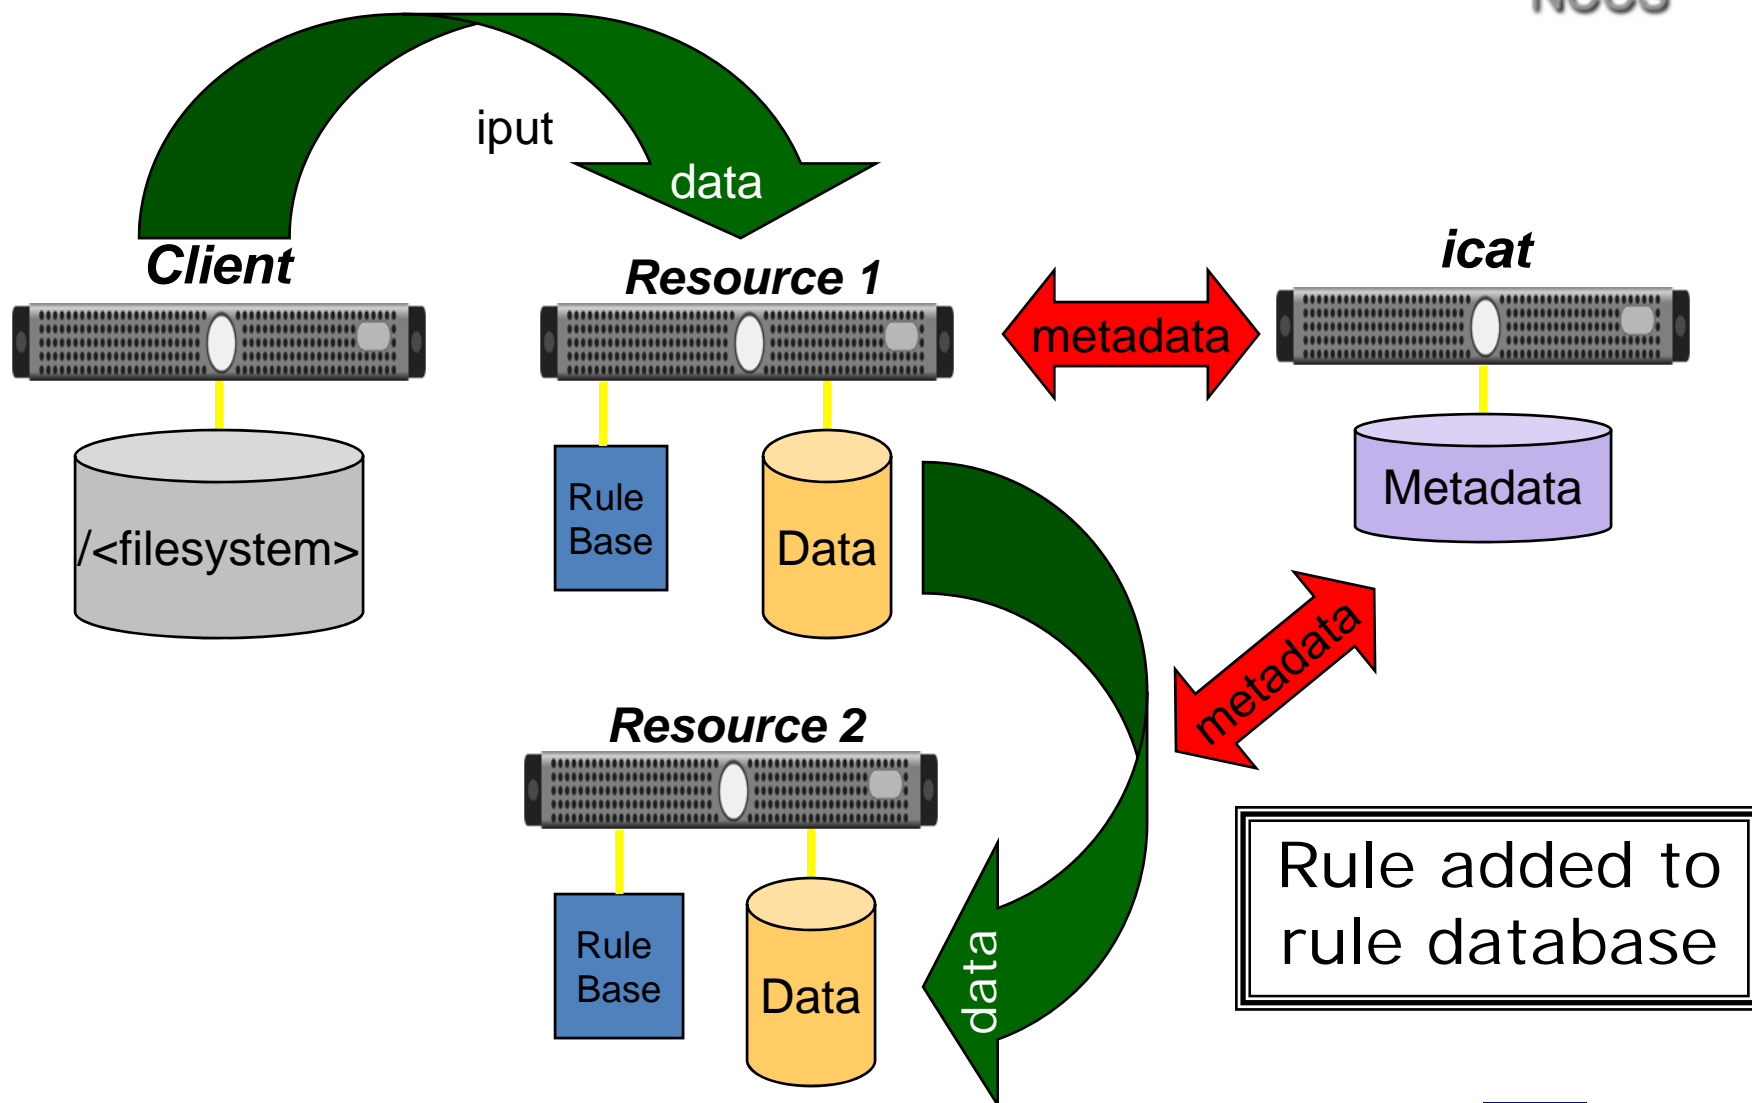 NCCS
iput
data
Client
Resource 1
icat
metadata
Rule
Base
Data
Metadata
/<filesystem>
metadata
Resource 2
Rule
Base
Data
data
Rule added to
rule database